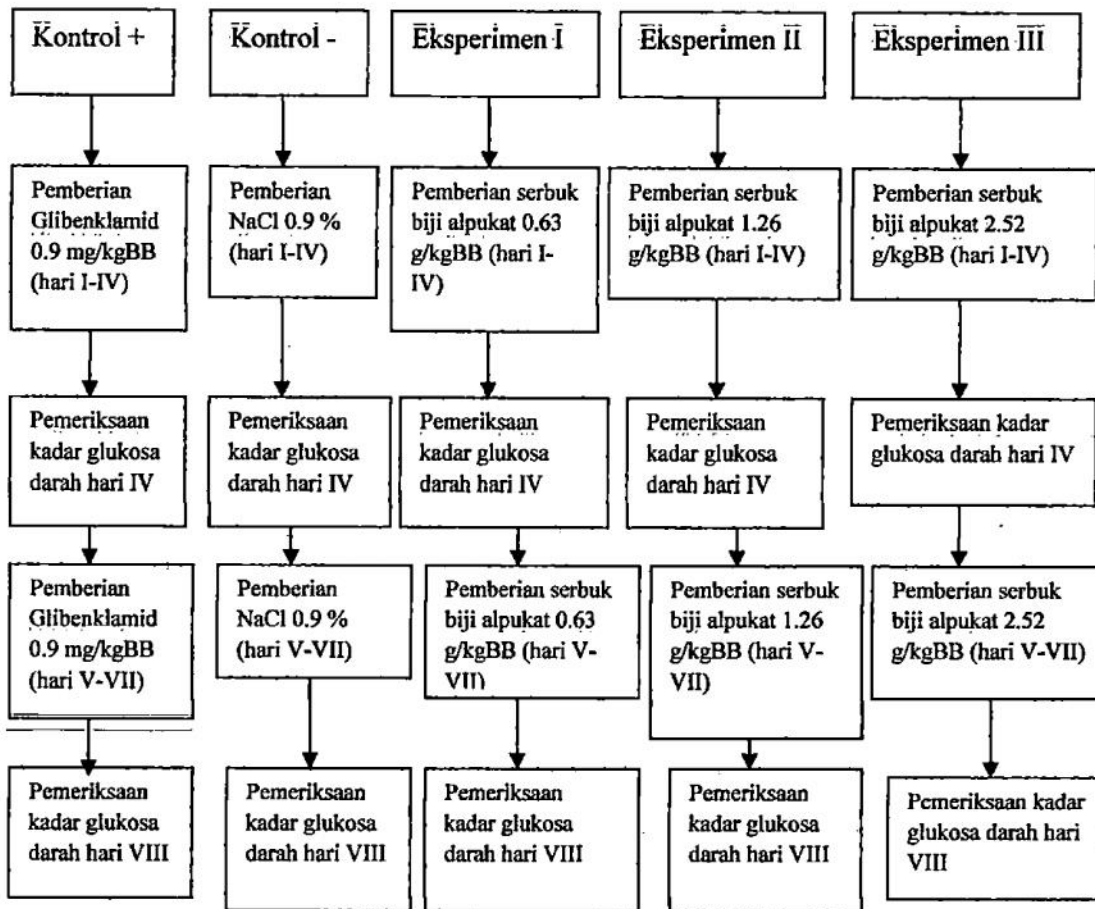 Kontrol +
Kontrol -
Eksperimen I
Eksperimen II
Eksperimen III
Pemberian
Glibenklamid
0.9 mg/kgBB
(hari I-IV)
Pemberian
NaCl 0.9 %
(hari I-IV)
Pemberian serbuk
biji alpukat 0.63
g/kgBB (hari I-
IV)
Pemberian serbuk
biji alpukat 1.26
g/kgBB (hari I-IV)
Pemberian serbuk
biji alpukat 2.52
g/kgBB (hari I-IV)
Pemeriksaan
kadar glukosa
darah hari IV
Pemeriksaan
kadar glukosa
darah hari IV
Pemeriksaan
kadar glukosa
darah hari IV
Pemeriksaan
kadar glukosa
darah hari IV
Pemeriksaan kadar
glukosa darah hari IV
Pemberian
Glibenklamid
0.9 mg/kgBB
(hari V-VII)
Pemberian
NaCl 0.9 %
(hari V-VII)
Pemberian serbuk
biji alpukat 0.63
g/kgBB (hari V-
VII)
Pemberian serbuk
biji alpukat 1.26
g/kgBB (hari V-
VII)
Pemberian serbuk
biji alpukat 2.52
g/kgBB (hari V-VII)
Pemeriksaan
kadar glukosa
darah hari VIII
Pemeriksaan
kadar glukosa
darah hari VIII
Pemeriksaan
kadar glukosa
darah hari VIII
Pemeriksaan
kadar glukosa
darah hari VIII
Pemeriksaan kadar
glukosa darah hari
VIII